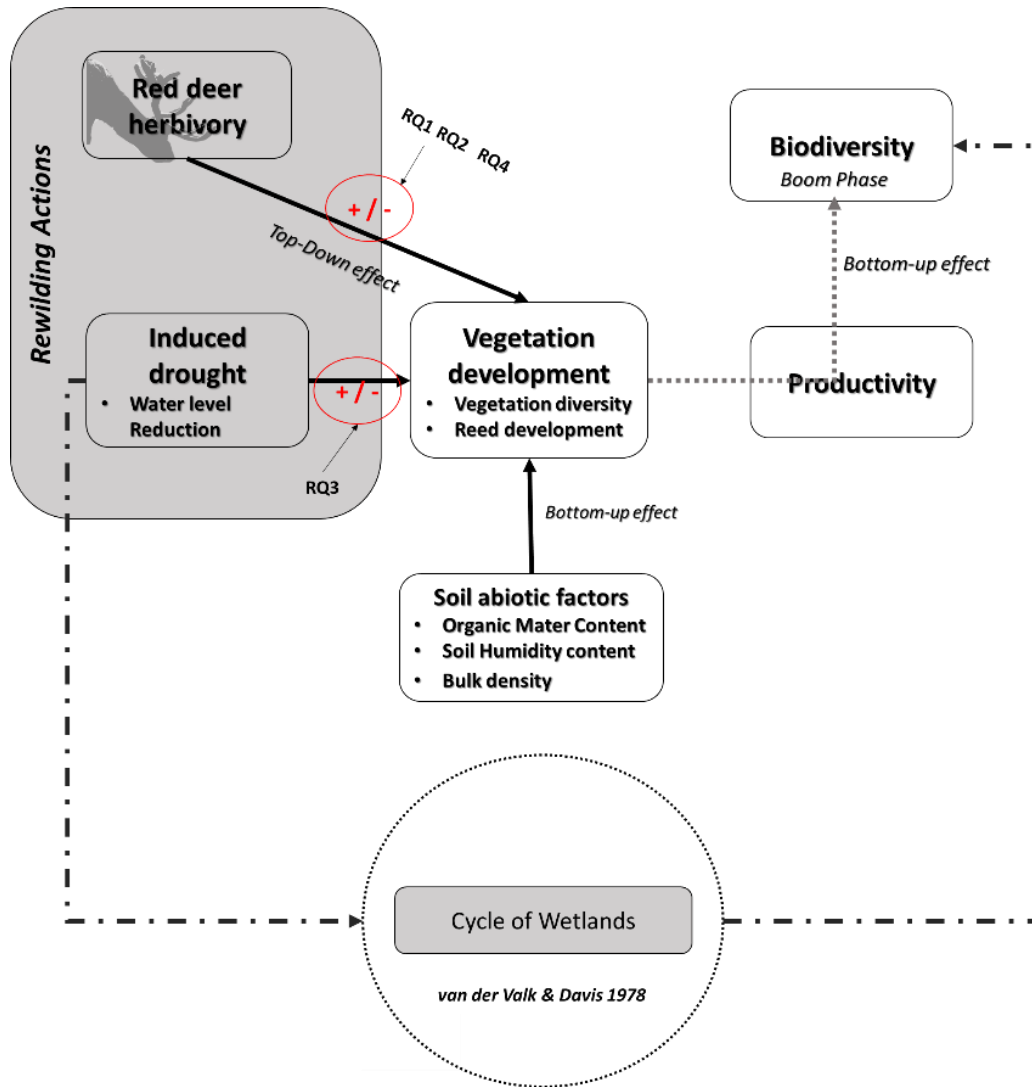 Rewilding Actions
Red deer
herbivory
RQ1 RQ2 RQ4
+ / -
Top-Down effect
Biodiversity
Boom Phase
Bottom-up effect
Induced
drought
• Water level
Reduction
+ / -
RQ3
Vegetation
development
• Vegetation diversity
• Reed development
Productivity
Bottom-up effect
Soil abiotic factors
• Organic Mater Content
• Soil Humidity content
• Bulk density
Cycle of Wetlands
van der Valk & Davis 1978